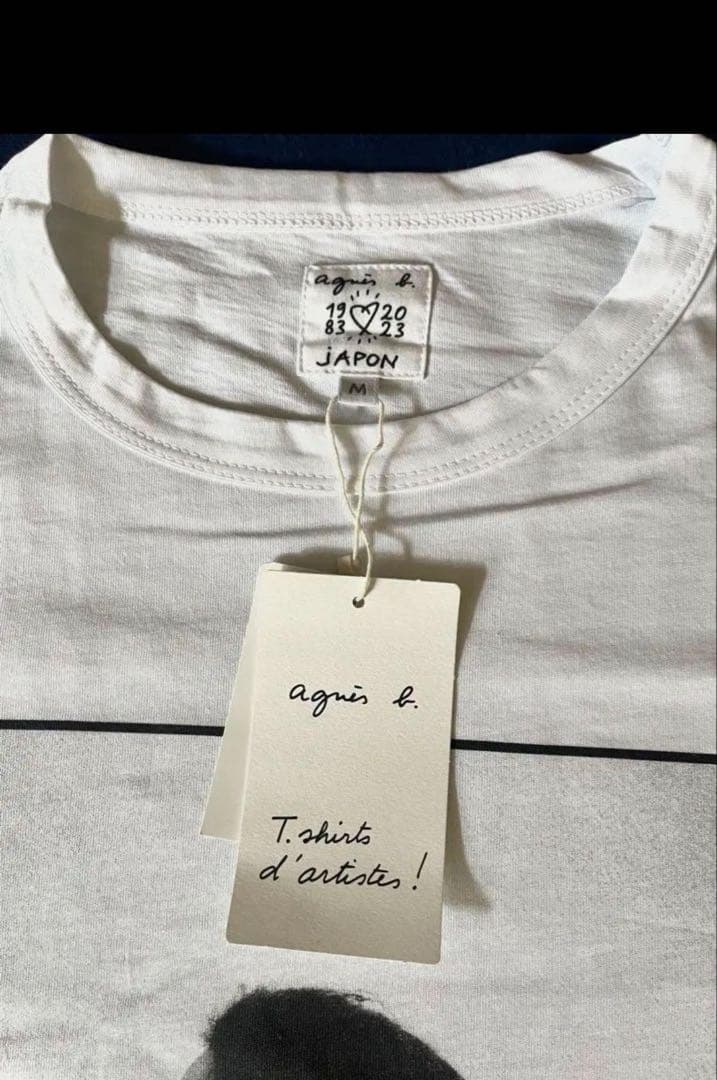 agnès b.
19 20
83 23
jAPON
M
agnès b.
T.shirts
d'artistes!